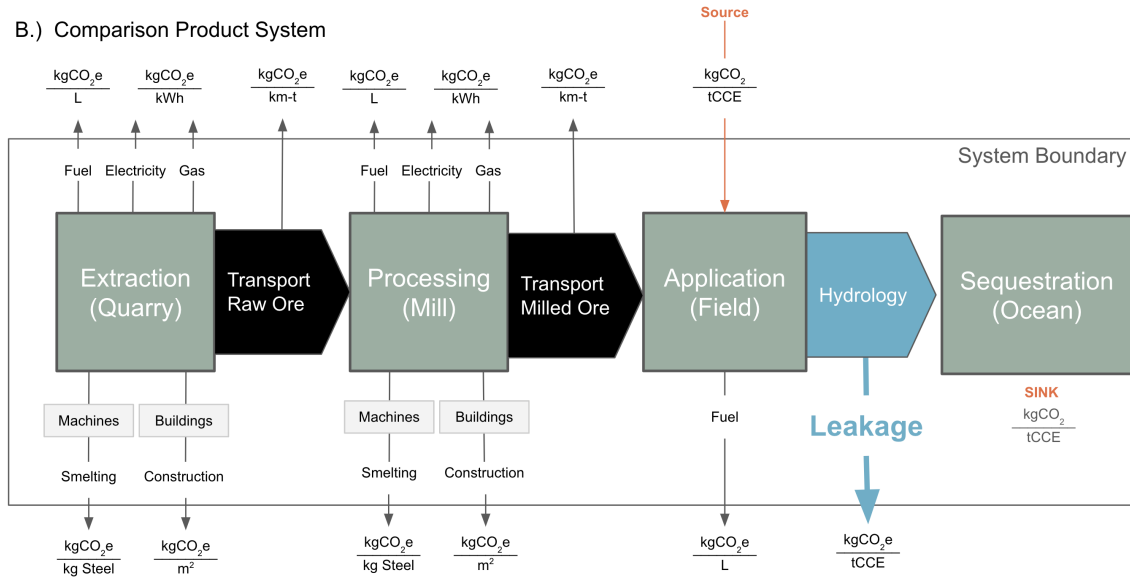 B.) Comparison Product System
Source
kgCO₂e
L
kgCO₂e
kWh
kgCO₂e
km-t
kgCO₂e
L
kgCO₂e
kWh
kgCO₂e
km-t
kgCO₂
tCCE
System Boundary
Fuel
Electricity
Gas
Fuel
Electricity
Gas
Extraction
(Quarry)
Transport
Raw Ore
Processing
(Mill)
Transport
Milled Ore
Application
(Field)
Hydrology
Sequestration
(Ocean)
Machines
Buildings
Machines
Buildings
Fuel
Leakage
SINK
kgCO₂
tCCE
Smelting
Construction
Smelting
Construction
kgCO₂e
kg Steel
kgCO₂e
m²
kgCO₂e
kg Steel
kgCO₂e
m²
kgCO₂e
L
kgCO₂e
tCCE